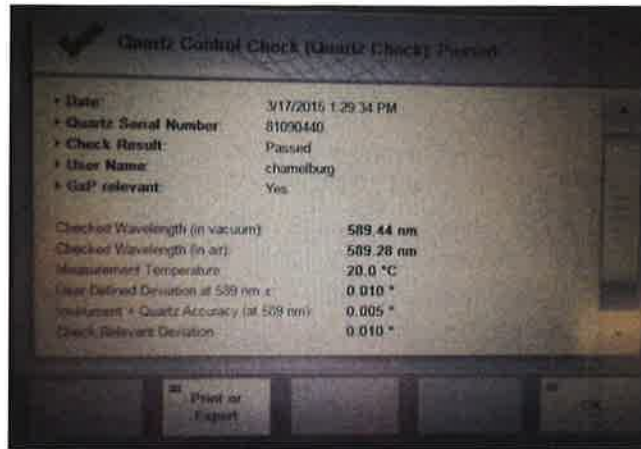 Quartz Control Check (Quartz Check): Passed
Date: 3/17/2015 1:29:34 PM
Quartz Serial Number: 81090440
Check Result: Passed
User Name: chamelburg
GxP relevant: Yes
Checked Wavelength (in vacuum): 589.44 nm
Checked Wavelength (in air): 589.28 nm
Measurement Temperature: 20.0 °C
User Defined Deviation at 589 nm ±: 0.010 °
Instrument + Quartz Accuracy (at 589 nm): 0.005 °
Check Relevant Deviation: 0.010 °
Print or
Export
OK